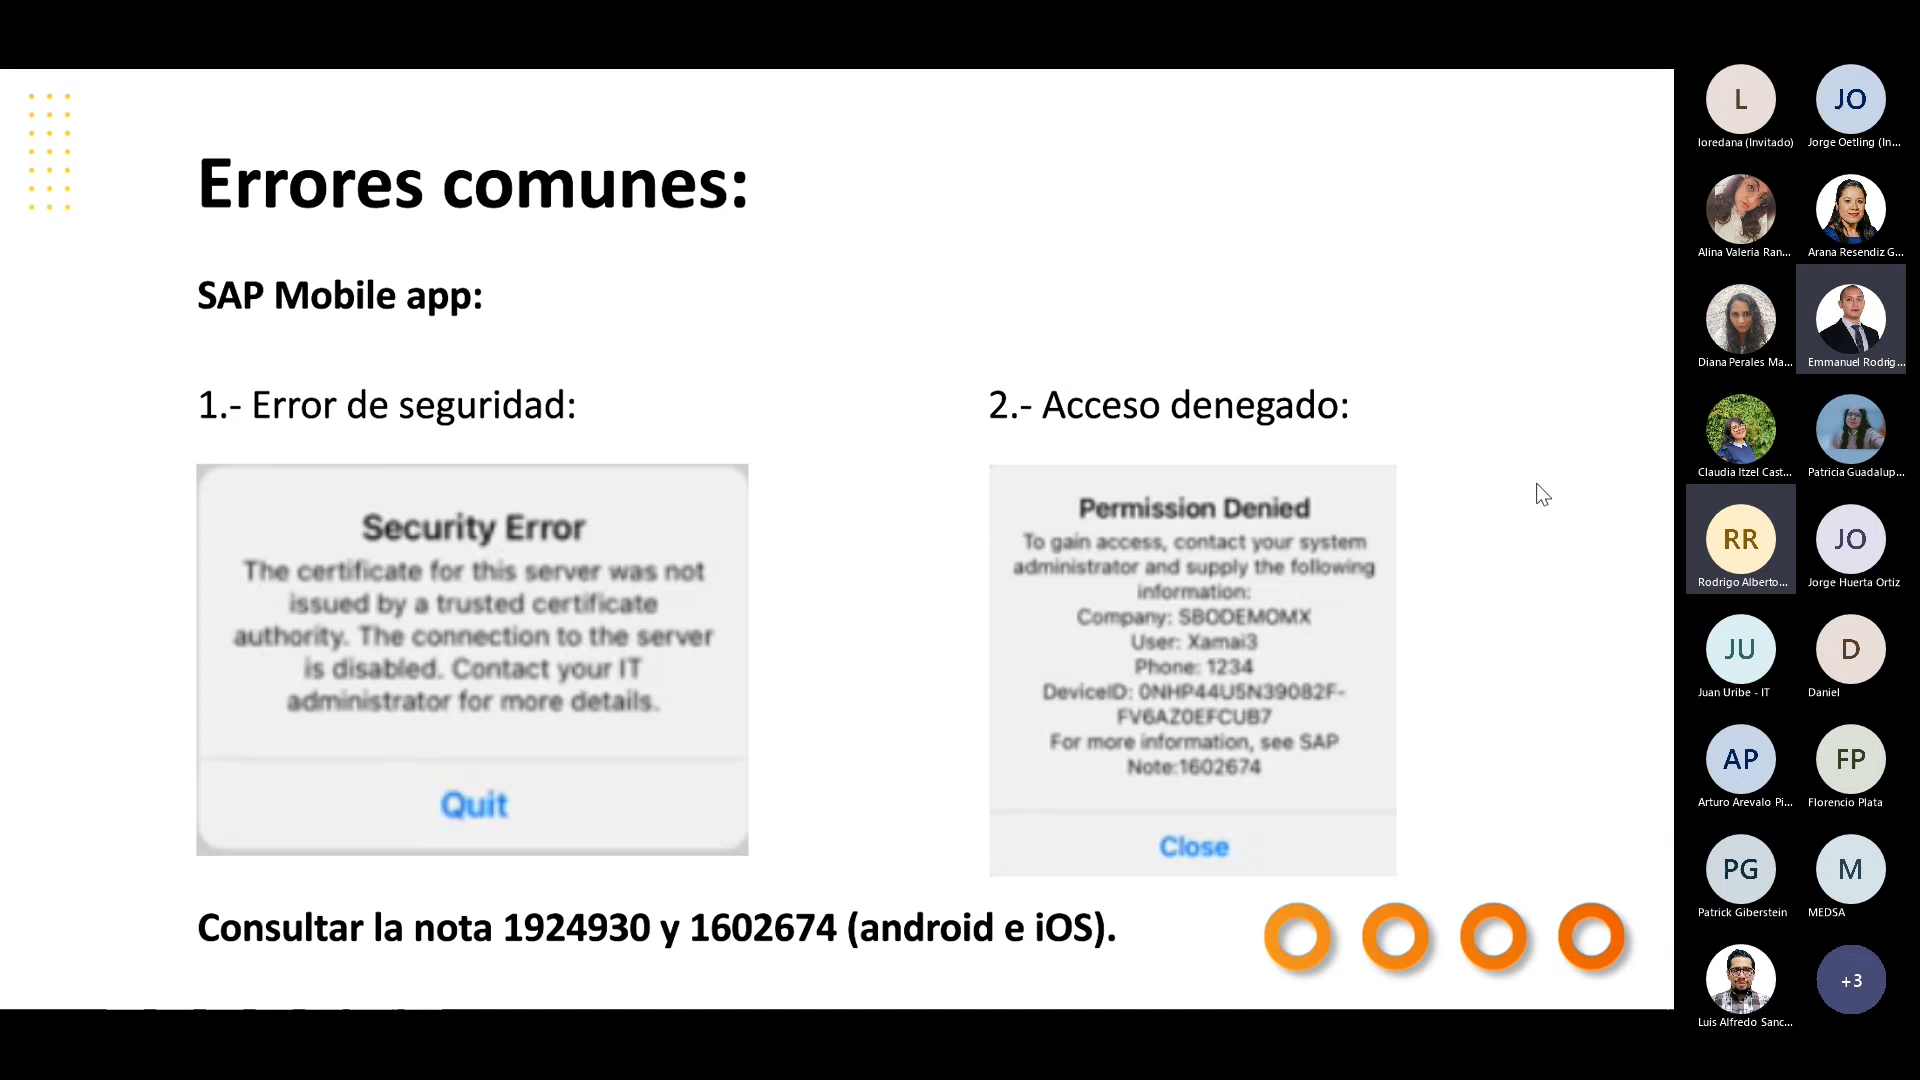 Errores comunes:
SAP Mobile app:
1.- Error de seguridad:
Security Error
The certificate for this server was not
issued by a trusted certificate
authority. The connection to the server
is disabled. Contact your IT
administrator for more details.
Quit
2.- Acceso denegado:
Permission Denied
To gain access, contact your system
administrator and supply the following
information:
Company: SBODEMOMX
User: Xamai3
Phone: 1234
DeviceID: 0NHP44U5N39082F-
FV6AZ0EFCUB7
For more information, see SAP
Note:1602674
Close
Consultar la nota 1924930 y 1602674 (android e iOS).
L
JO
loredana (Invitado)
Jorge Oetling (In...
Alina Valeria Ran...
Arana Resendiz G...
Diana Perales Ma...
Emmanuel Rodrig...
Claudia Itzel Cast...
Patricia Guadalup...
RR
JO
Rodrigo Alberto...
Jorge Huerta Ortiz
JU
D
Juan Uribe - IT
Daniel
AP
FP
Arturo Arevalo Pi...
Florencio Plata
PG
M
Patrick Giberstein
MEDSA
+3
Luis Alfredo Sanc...